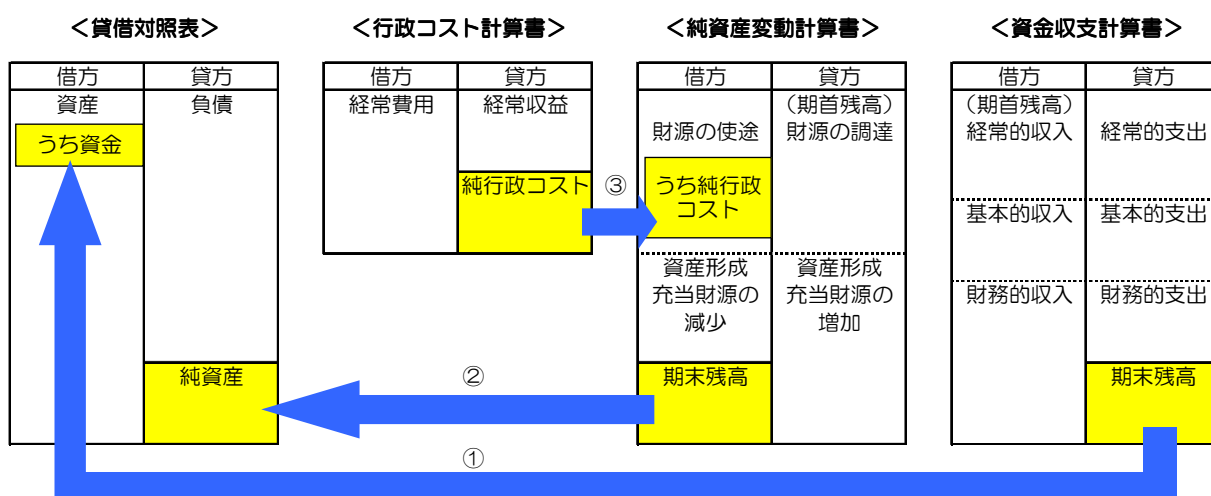 ＜貸借対照表＞
借方 貸方
資産 負債
うち資金
純資産
＜行政コスト計算書＞
借方 貸方
経常費用 経常収益
純行政コスト
③
＜純資産変動計算書＞
借方 貸方
（期首残高）
財源の使途 財源の調達
うち純行政
コスト
資産形成 資産形成
充当財源の 充当財源の
減少 増加
期末残高
②
＜資金収支計算書＞
借方 貸方
（期首残高）
経常的収入 経常的支出
基本的収入 基本的支出
財務的収入 財務的支出
期末残高
①